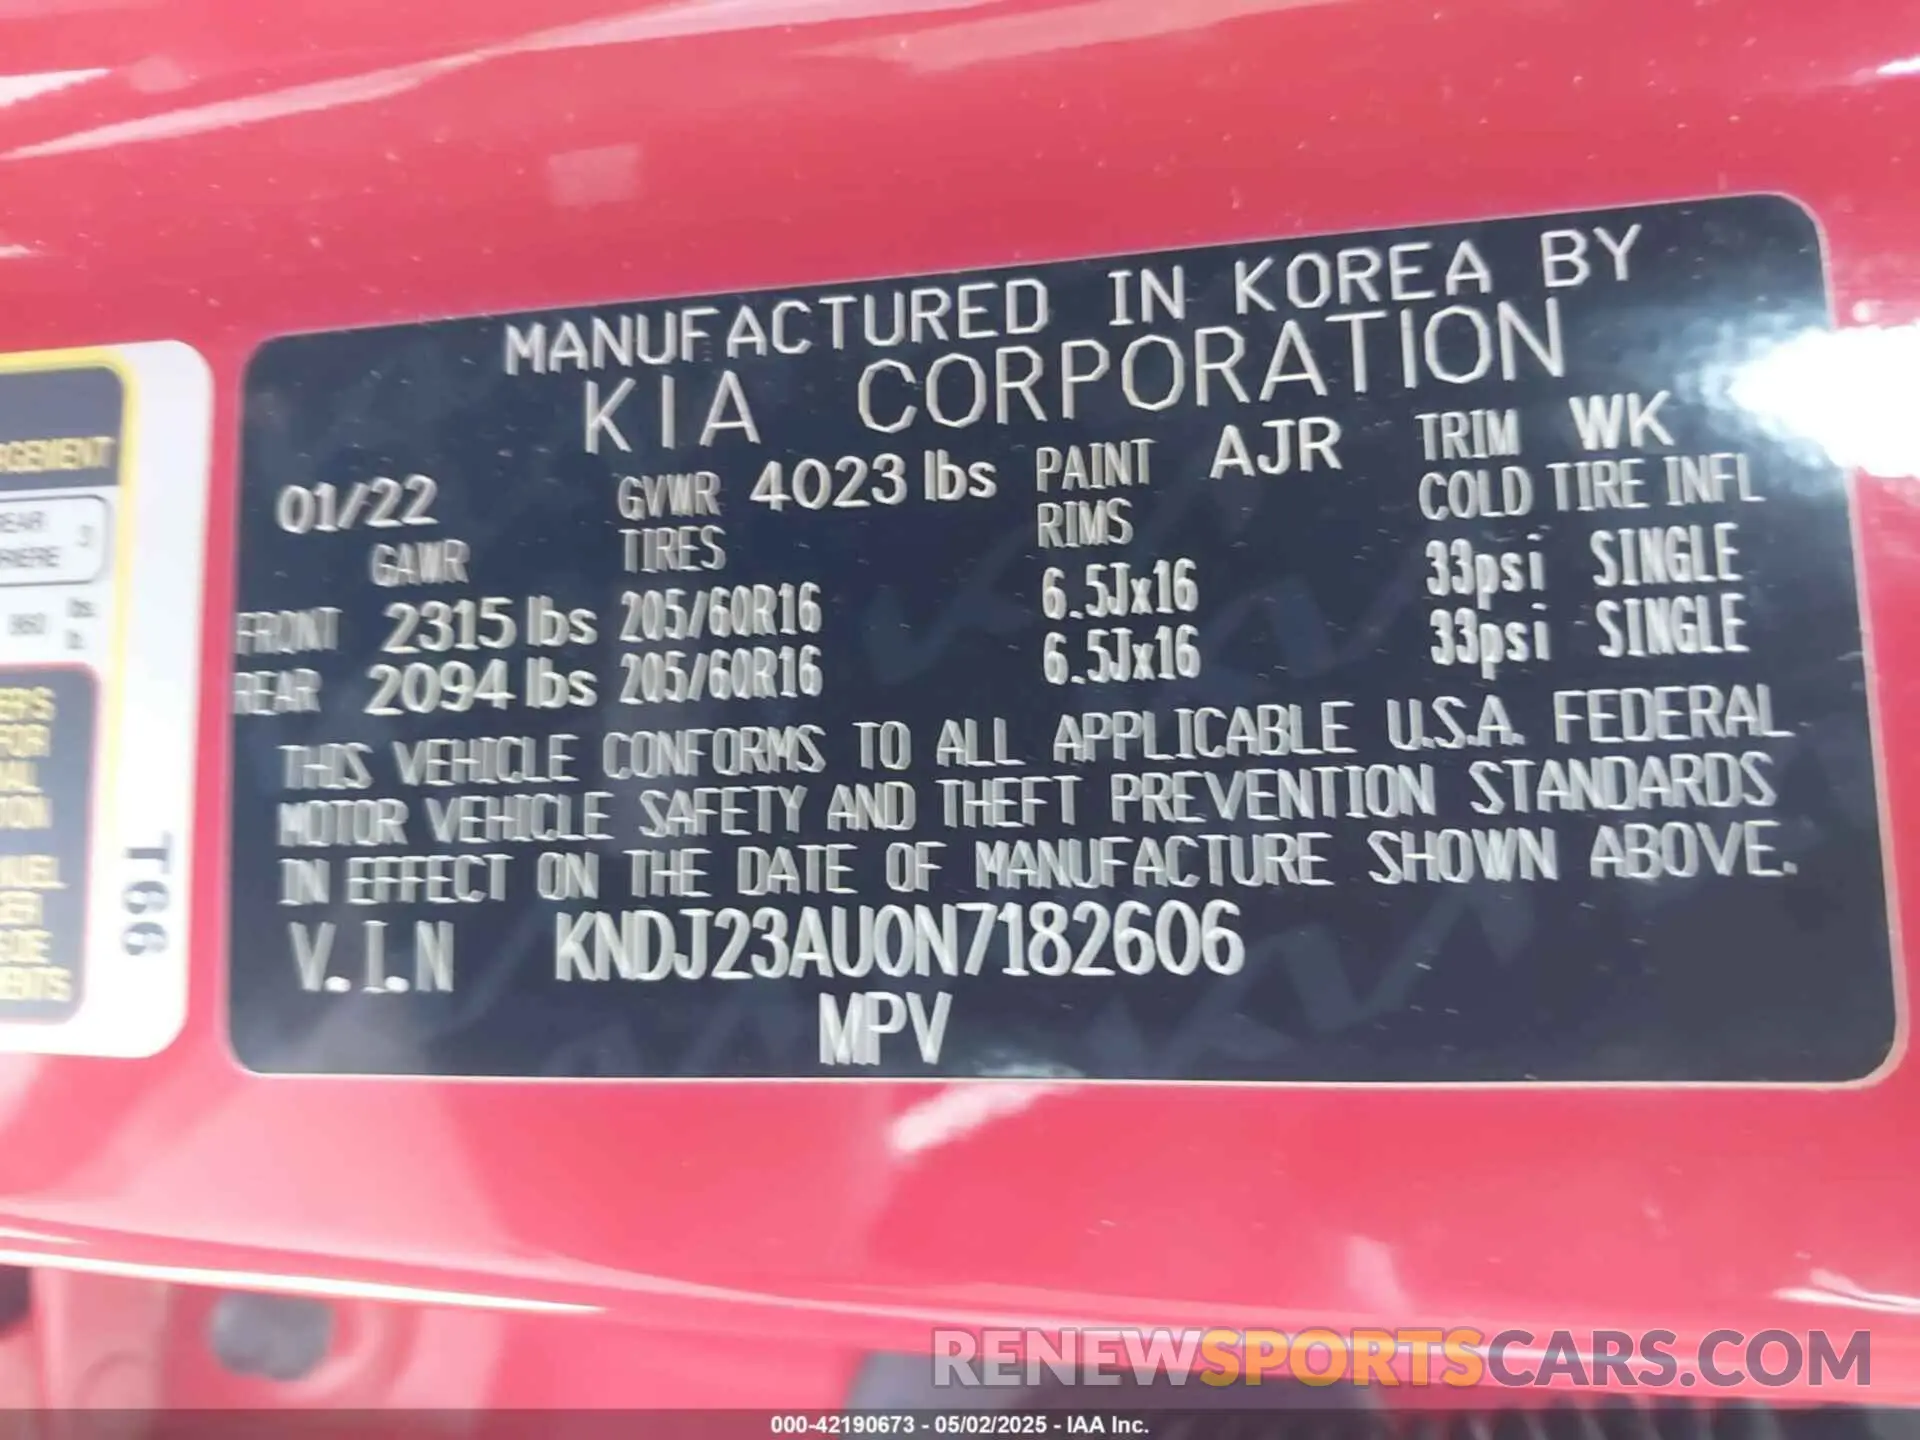 MANUFACTURED IN KOREA BY
KIA CORPORATION
01/22 GVWR 4023 lbs PAINT AJR TRIM WK
GAWR TIRES RIMS COLD TIRE INFL
FRONT 2315 lbs 205/60R16 6.5Jx16 33psi SINGLE
REAR 2094 lbs 205/60R16 6.5Jx16 33psi SINGLE
THIS VEHICLE CONFORMS TO ALL APPLICABLE U.S.A. FEDERAL
MOTOR VEHICLE SAFETY AND THEFT PREVENTION STANDARDS
IN EFFECT ON THE DATE OF MANUFACTURE SHOWN ABOVE.
V.I.N KNDJ23AU0N7182606
MPV
T66
RENEWSPORTSCARS.COM
000-42190673 - 05/02/2025 - IAA Inc.